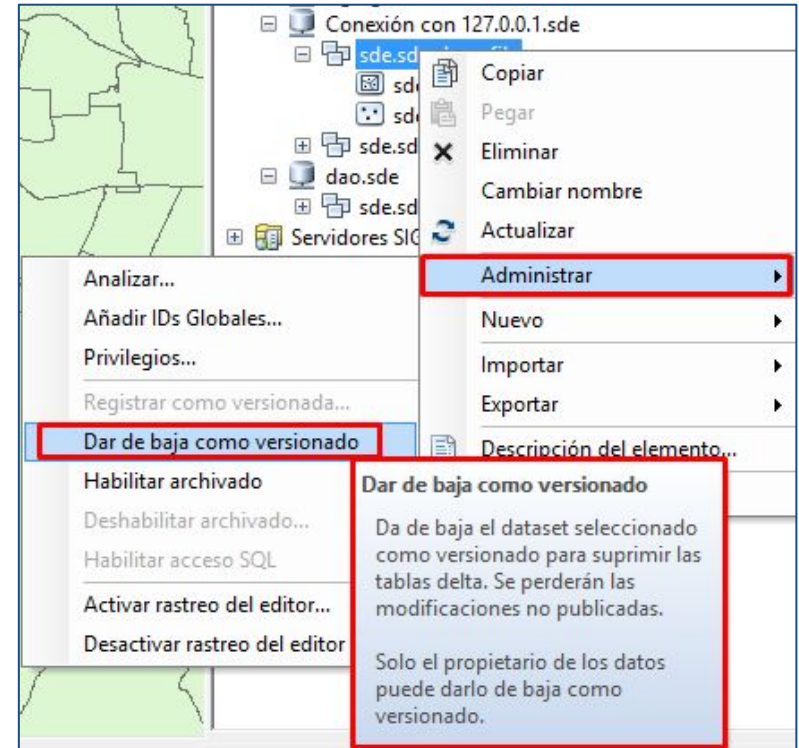 Conexión con 127.0.0.1.sde
sde.sd
sde
sde
sde.sd
dao.sde
sde.sd
Servidores SIG
Copiar
Pegar
Eliminar
Cambiar nombre
Actualizar
Administrar
Nuevo
Importar
Exportar
Descripción del elemento...
Analizar...
Añadir IDs Globales...
Privilegios...
Registrar como versionada...
Dar de baja como versionado
Habilitar archivado
Deshabilitar archivado...
Habilitar acceso SQL
Activar rastreo del editor...
Desactivar rastreo del editor
Dar de baja como versionado
Da de baja el dataset seleccionado
como versionado para suprimir las
tablas delta. Se perderán las
modificaciones no publicadas.
Solo el propietario de los datos
puede darlo de baja como
versionado.